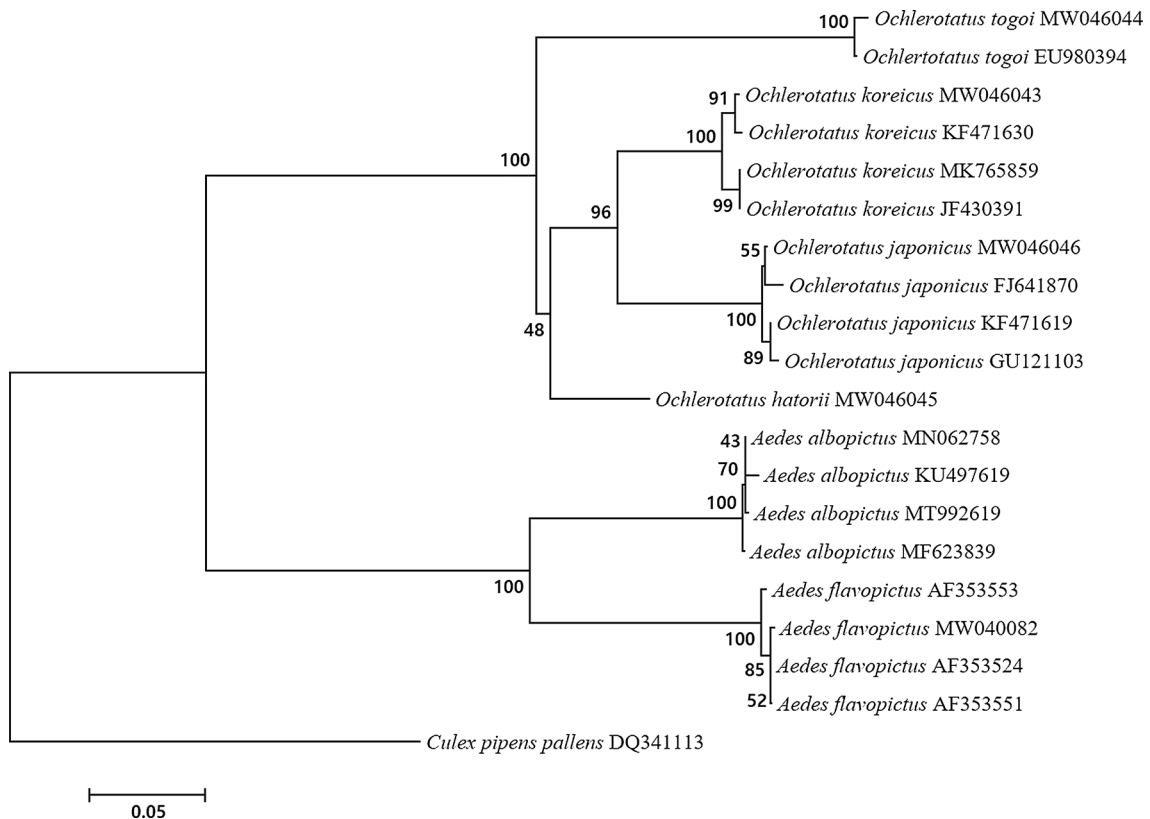 100
Ochlerotatus togoi MW046044
Ochlertotatus togoi EU980394
91
Ochlerotatus koreicus MW046043
100
Ochlerotatus koreicus KF471630
100
Ochlerotatus koreicus MK765859
99
Ochlerotatus koreicus JF430391
96
55
Ochlerotatus japonicus MW046046
Ochlerotatus japonicus FJ641870
100
Ochlerotatus japonicus KF471619
48
89
Ochlerotatus japonicus GU121103
Ochlerotatus hatorii MW046045
43
Aedes albopictus MN062758
70
Aedes albopictus KU497619
100
Aedes albopictus MT992619
Aedes albopictus MF623839
100
Aedes flavopictus AF353553
100
Aedes flavopictus MW040082
85
Aedes flavopictus AF353524
52
Aedes flavopictus AF353551
Culex pipens pallens DQ341113
0.05